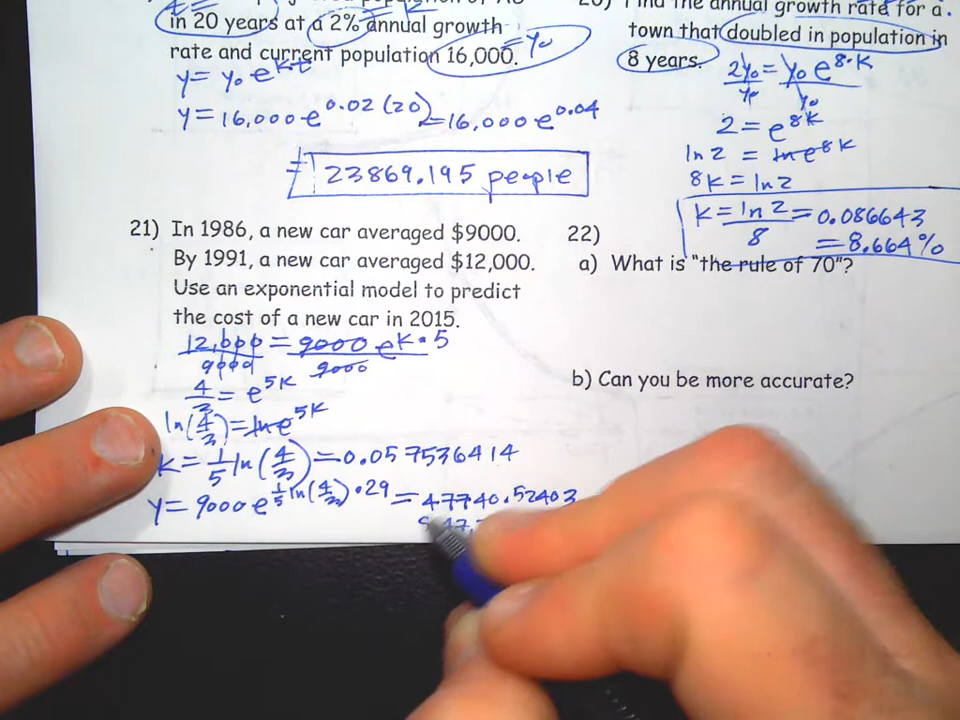 in 20 years at a 2% annual growth
rate and current population 16,000. = y₀
y = y₀ e^kt
y = 16,000 e^0.02 (20) = 16,000 e^0.04
= 23869.195 people
Find the annual growth rate for a
town that doubled in population in
8 years.
2y₀ = y₀ e^8·k
y₀ y₀
2 = e^8k
ln 2 = ln e^8k
8k = ln 2
k = ln 2 / 8 = 0.086643
= 8.664%
21) In 1986, a new car averaged $9000.
By 1991, a new car averaged $12,000.
Use an exponential model to predict
the cost of a new car in 2015.
12,000 = 9000 e^k·5
9000 9000
4/3 = e^5k
ln(4/3) = ln e^5k
k = 1/5 ln(4/3) = 0.057536414
y = 9000 e^1/5 ln(4/3)·29 = 47740.52403
22)
a) What is "the rule of 70"?
b) Can you be more accurate?